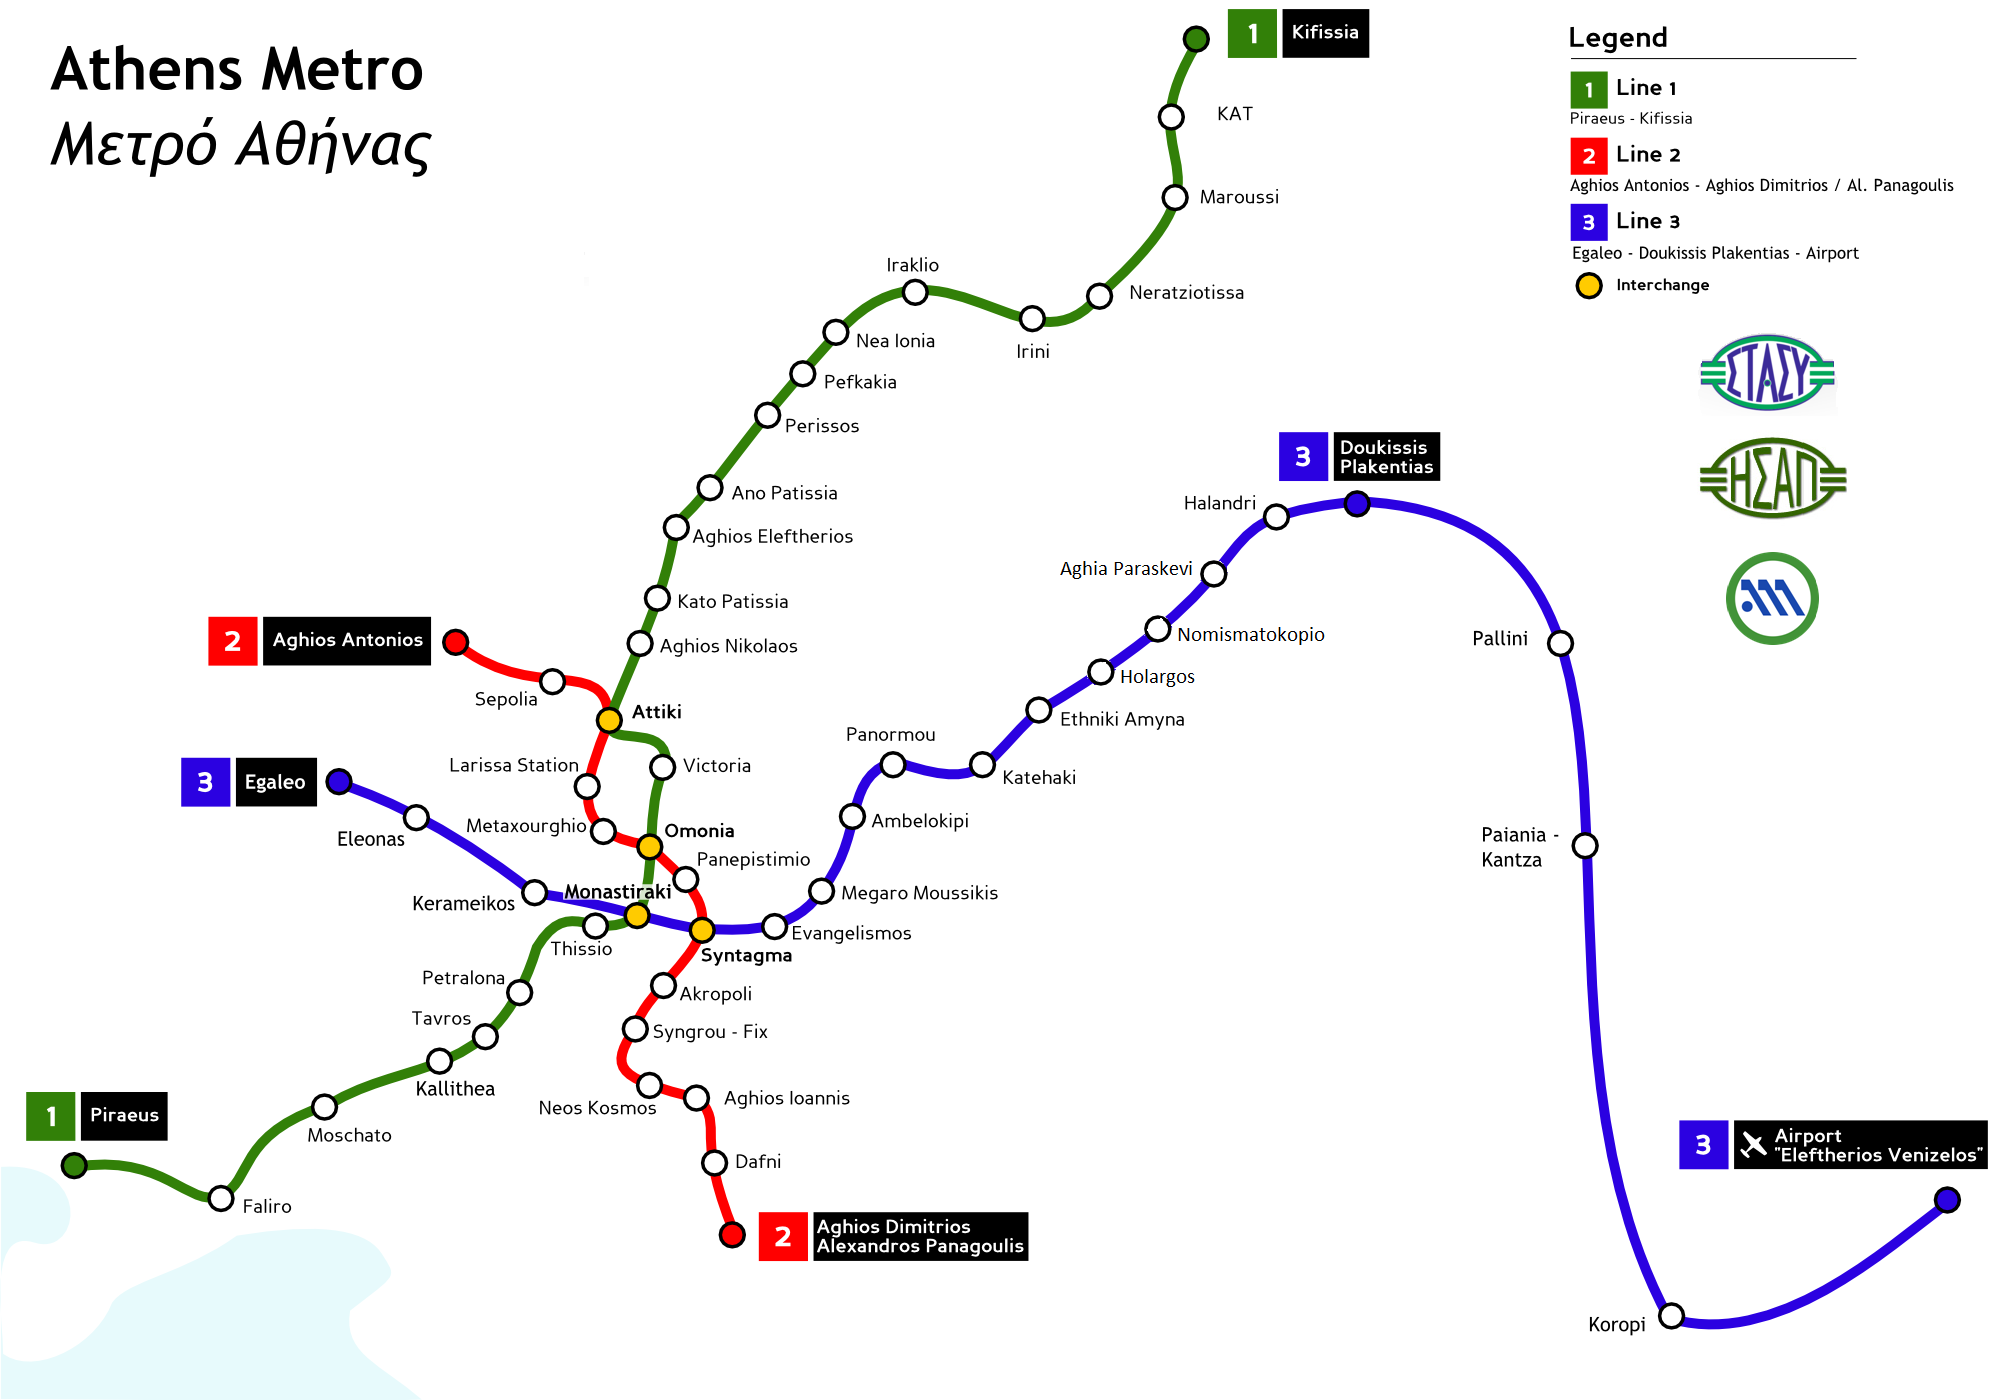 Athens Metro
Μετρό Αθήνας
1 Kifissia
KAT
Maroussi
Neratziotissa
Irini
Iraklio
Nea Ionia
Pefkakia
Perissos
Ano Patissia
Aghios Eleftherios
Kato Patissia
Aghios Nikolaos
Attiki
Victoria
Omonia
Monastiraki
Thissio
Petralona
Tavros
Kallithea
Moschato
Faliro
1 Piraeus
2 Aghios Antonios
Sepolia
Larissa Station
Metaxourghio
Panepistimio
Syntagma
Akropoli
Syngrou - Fix
Neos Kosmos
Aghios Ioannis
Dafni
2 Aghios Dimitrios
Alexandros Panagoulis
3 Egaleo
Eleonas
Kerameikos
Evangelismos
Megaro Moussikis
Ambelokipi
Panormou
Katehaki
Ethniki Amyna
Holargos
Nomismatokopio
Aghia Paraskevi
Halandri
3 Doukissis
Plakentias
Pallini
Paiania -
Kantza
Koropi
3 Airport
"Eleftherios Venizelos"
Legend
1 Line 1
Piraeus - Kifissia
2 Line 2
Aghios Antonios - Aghios Dimitrios / Al. Panagoulis
3 Line 3
Egaleo - Doukissis Plakentias - Airport
Interchange
ΣΤΑΣΥ
ΗΣΑΠ